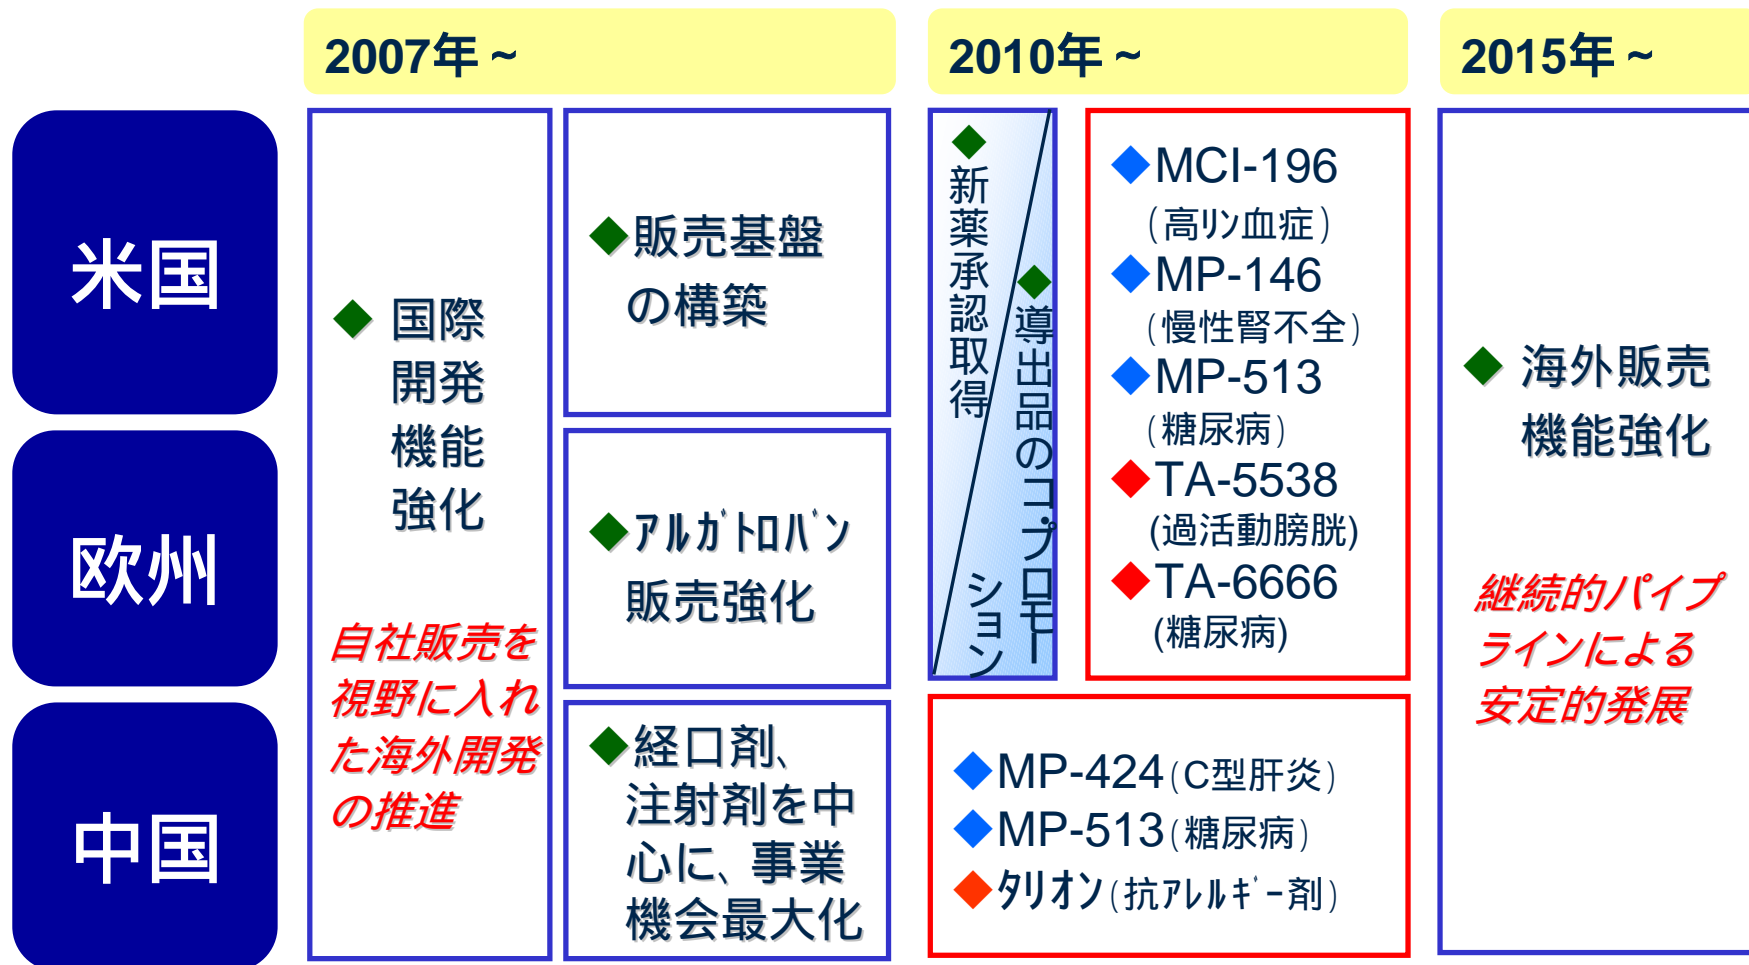 2007年 ~
2010年 ~
2015年 ~
米国
欧州
中国
◆ 国際
開発
機能
強化
自社販売を
視野に入れ
た海外開発
の推進
◆販売基盤
の構築
◆ｱﾙｶﾞﾄﾛﾊﾞﾝ
販売強化
◆経口剤、
注射剤を中
心に、事業
機会最大化
◆新薬承認取得
◆導出品のコ・プロモー
ション
◆MCI-196
(高ﾘﾝ血症)
◆MP-146
(慢性腎不全)
◆MP-513
(糖尿病)
◆TA-5538
(過活動膀胱)
◆TA-6666
(糖尿病)
◆MP-424(C型肝炎)
◆MP-513(糖尿病)
◆ﾀﾘｵﾝ(抗ｱﾚﾙｷﾞｰ剤)
◆ 海外販売
機能強化
継続的パイプ
ラインによる
安定的発展